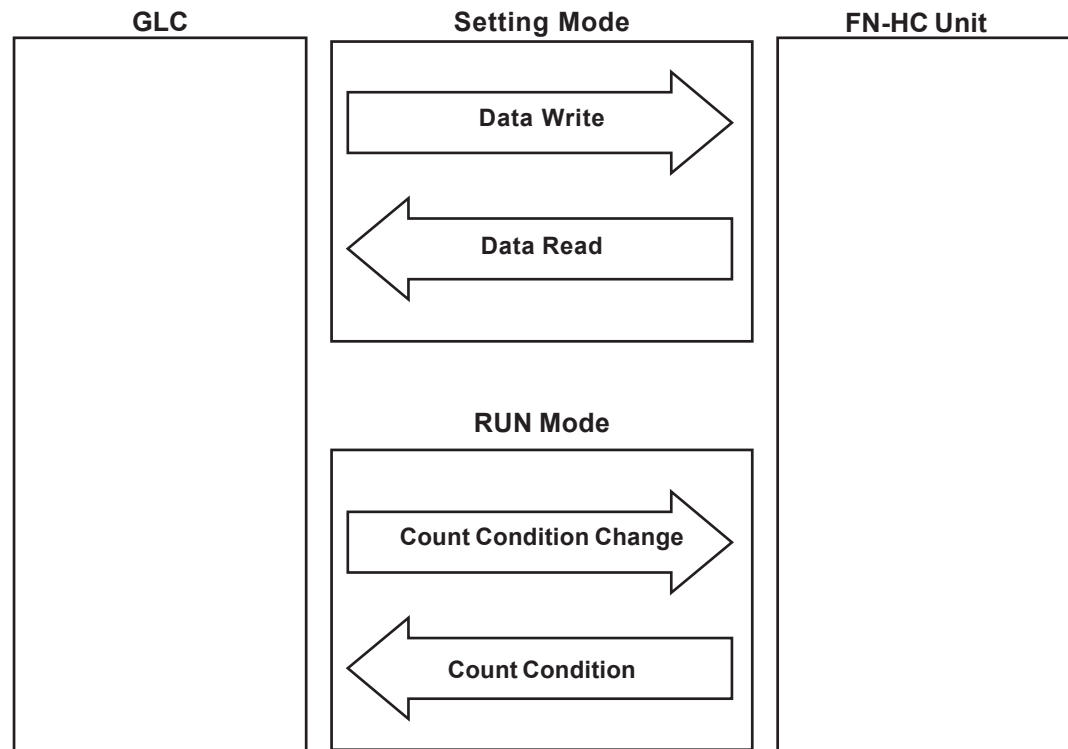 GLC
Setting Mode
FN-HC Unit
Data Write
Data Read
RUN Mode
Count Condition Change
Count Condition